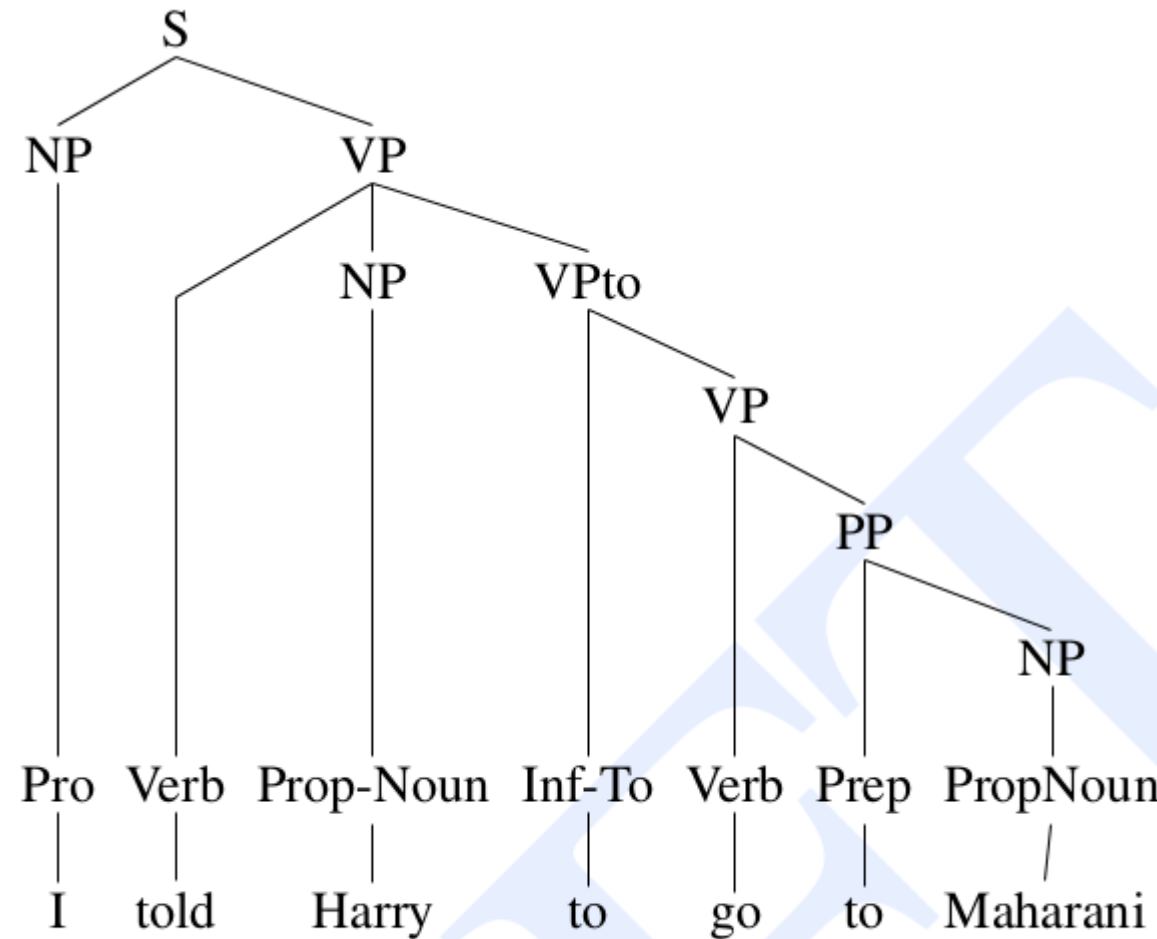 S
NP VP
NP VPto
VP
PP
NP
Pro Verb Prop-Noun Inf-To Verb Prep PropNoun
I told Harry to go to Maharani